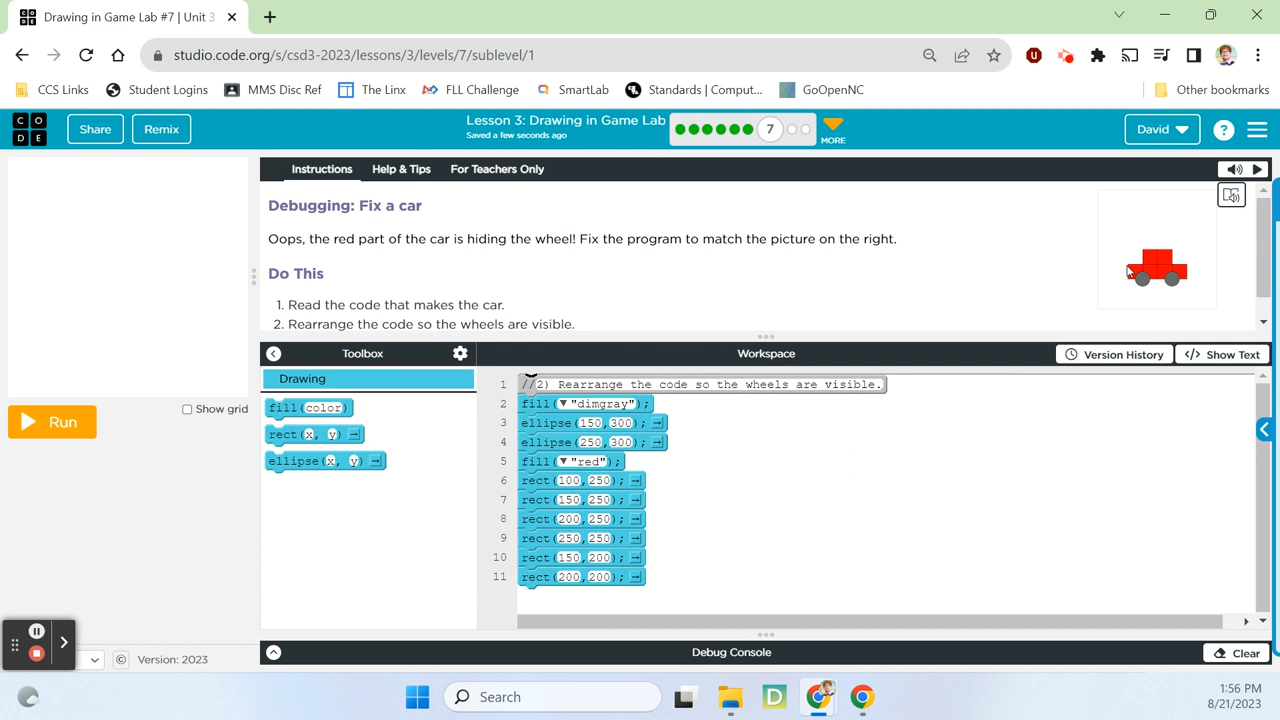 Drawing in Game Lab #7 | Unit 3
studio.code.org/s/csd3-2023/lessons/3/levels/7/sublevel/1
CCS Links
Student Logins
MMS Disc Ref
The Linx
FLL Challenge
SmartLab
Standards | Comput...
GoOpenNC
Other bookmarks
C O
D E
Share
Remix
Lesson 3: Drawing in Game Lab
Saved a few seconds ago
7
MORE
David
?
Instructions
Help & Tips
For Teachers Only
Debugging: Fix a car
Oops, the red part of the car is hiding the wheel! Fix the program to match the picture on the right.
Do This
1. Read the code that makes the car.
2. Rearrange the code so the wheels are visible.
Toolbox
Workspace
Version History
</> Show Text
Drawing
fill(color)
rect(x, y)
ellipse(x, y)
Run
Show grid
1 //2) Rearrange the code so the wheels are visible.
2 fill("dimgray");
3 ellipse(150,300);
4 ellipse(250,300);
5 fill("red");
6 rect(100,250);
7 rect(150,250);
8 rect(200,250);
9 rect(250,250);
10 rect(150,200);
11 rect(200,200);
© Version: 2023
Debug Console
Clear
Search
1:56 PM
8/21/2023